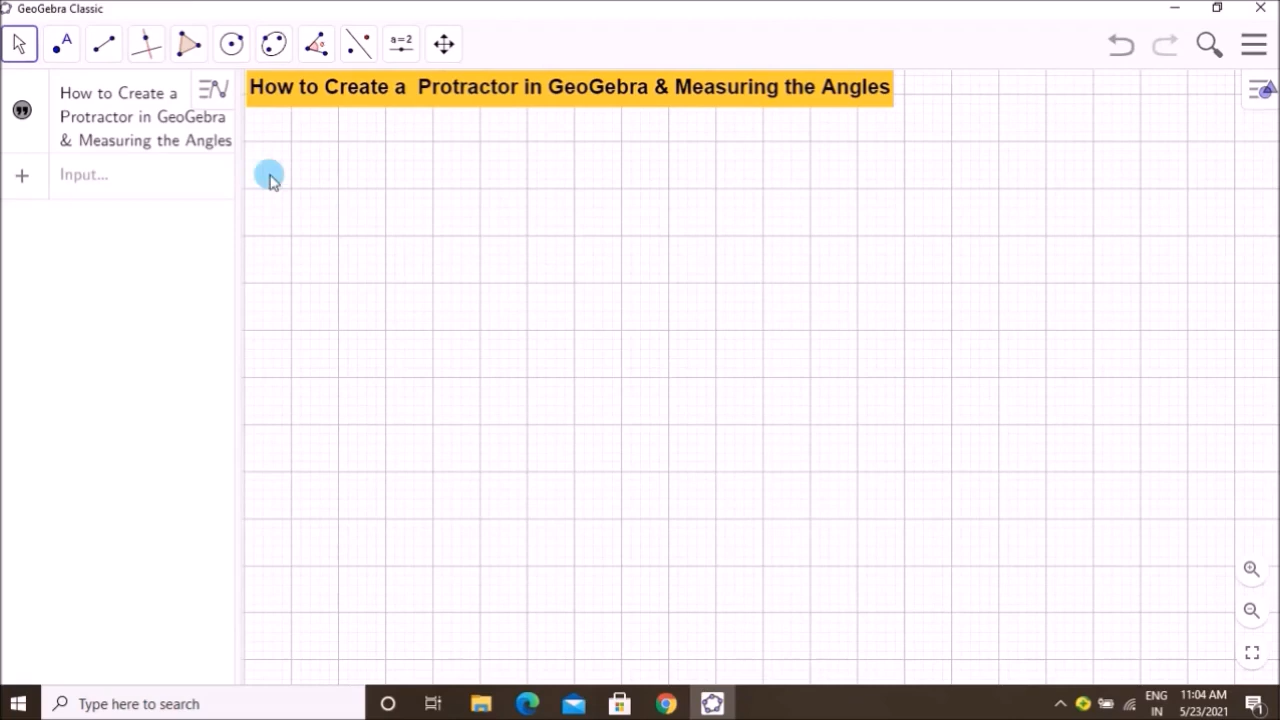 GeoGebra Classic
A
a=2
How to Create a Protractor in GeoGebra & Measuring the Angles
How to Create a
Protractor in GeoGebra
& Measuring the Angles
Input...
Type here to search
ENG
IN
11:04 AM
5/23/2021
1